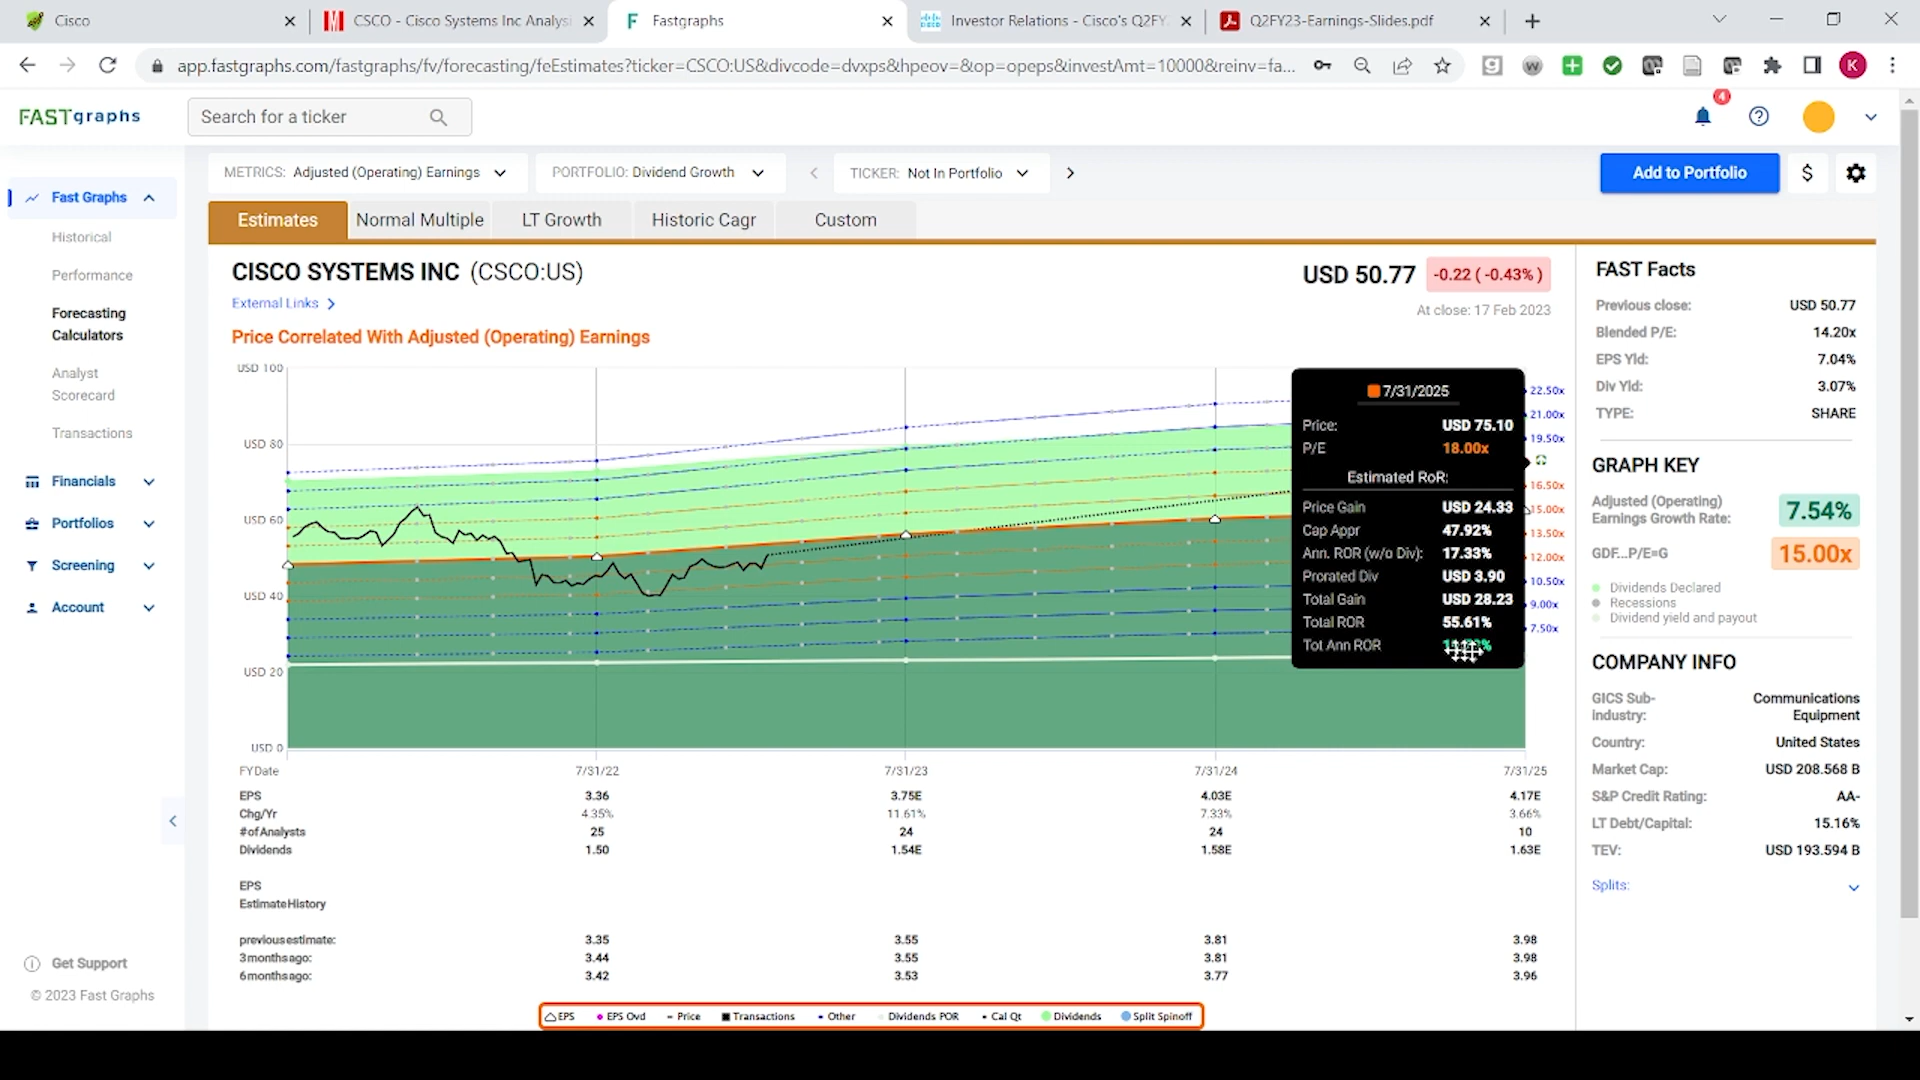 Cisco
CSCO - Cisco Systems Inc Analysi
Fastgraphs
Investor Relations - Cisco's Q2FY
Q2FY23-Earnings-Slides.pdf
app.fastgraphs.com/fastgraphs/fv/forecasting/feEstimates?ticker=CSCO:US&divcode=dvxps&hpeov=&op=opeps&investAmt=10000&reinv=fa...
K
FASTgraphs
Search for a ticker
4
METRICS: Adjusted (Operating) Earnings
PORTFOLIO: Dividend Growth
TICKER: Not In Portfolio
Add to Portfolio
$
Fast Graphs
Historical
Performance
Forecasting
Calculators
Analyst
Scorecard
Transactions
Financials
Portfolios
Screening
Account
Get Support
© 2023 Fast Graphs
Estimates
Normal Multiple
LT Growth
Historic Cagr
Custom
CISCO SYSTEMS INC (CSCO:US)
USD 50.77
-0.22 ( -0.43% )
External Links
At close: 17 Feb 2023
Price Correlated With Adjusted (Operating) Earnings
USD 100
USD 80
USD 60
USD 40
USD 20
USD 0
7/31/2025
Price: USD 75.10
P/E 18.00x
Estimated RoR:
Price Gain USD 24.33
Cap Appr 47.92%
Ann. ROR (w/o Div): 17.33%
Prorated Div USD 3.90
Total Gain USD 28.23
Total ROR 55.61%
Tot Ann ROR
22.50x
21.00x
19.50x
16.50x
15.00x
13.50x
12.00x
10.50x
9.00x
7.50x
FY Date 7/31/22 7/31/23 7/31/24 7/31/25
EPS 3.36 3.75E 4.03E 4.17E
Chg/Yr 4.35% 11.61% 7.33% 3.66%
# of Analysts 25 24 24 10
Dividends 1.50 1.54E 1.58E 1.63E
EPS
Estimate History
previous estimate: 3.35 3.55 3.81 3.98
3 months ago: 3.44 3.55 3.81 3.98
6 months ago: 3.42 3.53 3.77 3.96
EPS EPS Ovd Price Transactions Other Dividends POR Cal Qt Dividends Split Spinoff
FAST Facts
Previous close: USD 50.77
Blended P/E: 14.20x
EPS Yld: 7.04%
Div Yld: 3.07%
TYPE: SHARE
GRAPH KEY
Adjusted (Operating)
Earnings Growth Rate: 7.54%
GDF...P/E=G 15.00x
Dividends Declared
Recessions
Dividend yield and payout
COMPANY INFO
GICS Sub-
industry: Communications
Equipment
Country: United States
Market Cap: USD 208.568 B
S&P Credit Rating: AA-
LT Debt/Capital: 15.16%
TEV: USD 193.594 B
Splits: